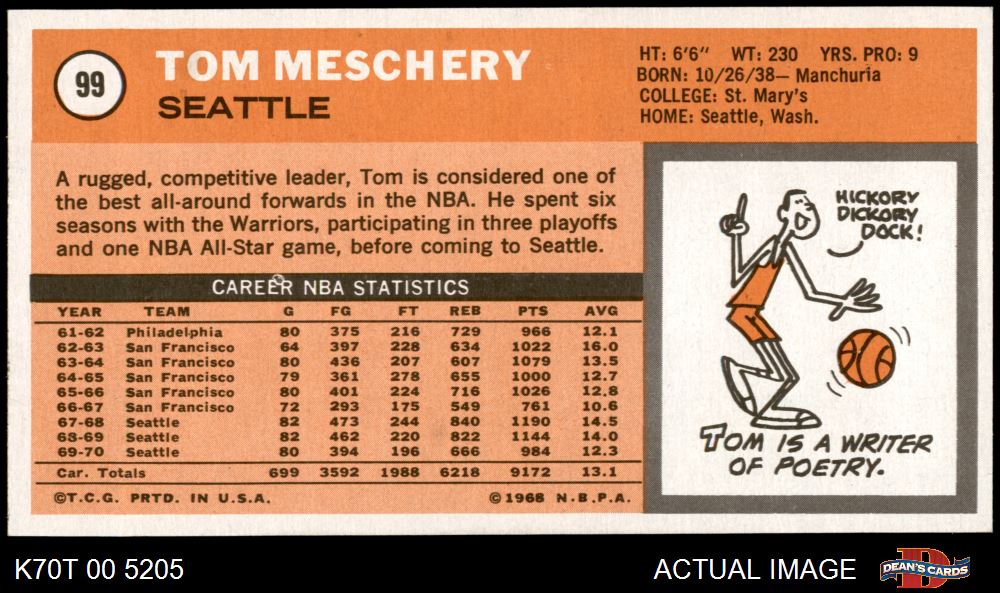 99
TOM MESCHERY
SEATTLE
HT: 6'6" WT: 230 YRS. PRO: 9
BORN: 10/26/38— Manchuria
COLLEGE: St. Mary's
HOME: Seattle, Wash.
A rugged, competitive leader, Tom is considered one of
the best all-around forwards in the NBA. He spent six
seasons with the Warriors, participating in three playoffs
and one NBA All-Star game, before coming to Seattle.
HICKORY
DICKORY
DOCK!
TOM IS A WRITER
OF POETRY.
CAREER NBA STATISTICS
YEAR TEAM G FG FT REB PTS AVG
61-62 Philadelphia 80 375 216 729 966 12.1
62-63 San Francisco 64 397 228 634 1022 16.0
63-64 San Francisco 80 436 207 607 1079 13.5
64-65 San Francisco 79 361 278 655 1000 12.7
65-66 San Francisco 80 401 224 716 1026 12.8
66-67 San Francisco 72 293 175 549 761 10.6
67-68 Seattle 82 473 244 840 1190 14.5
68-69 Seattle 82 462 220 822 1144 14.0
69-70 Seattle 80 394 196 666 984 12.3
Car. Totals 699 3592 1988 6218 9172 13.1
©T.C.G. PRTD. IN U.S.A. ©1968 N.B.P.A.
K70T 00 5205
ACTUAL IMAGE
D
DEAN'S CARDS